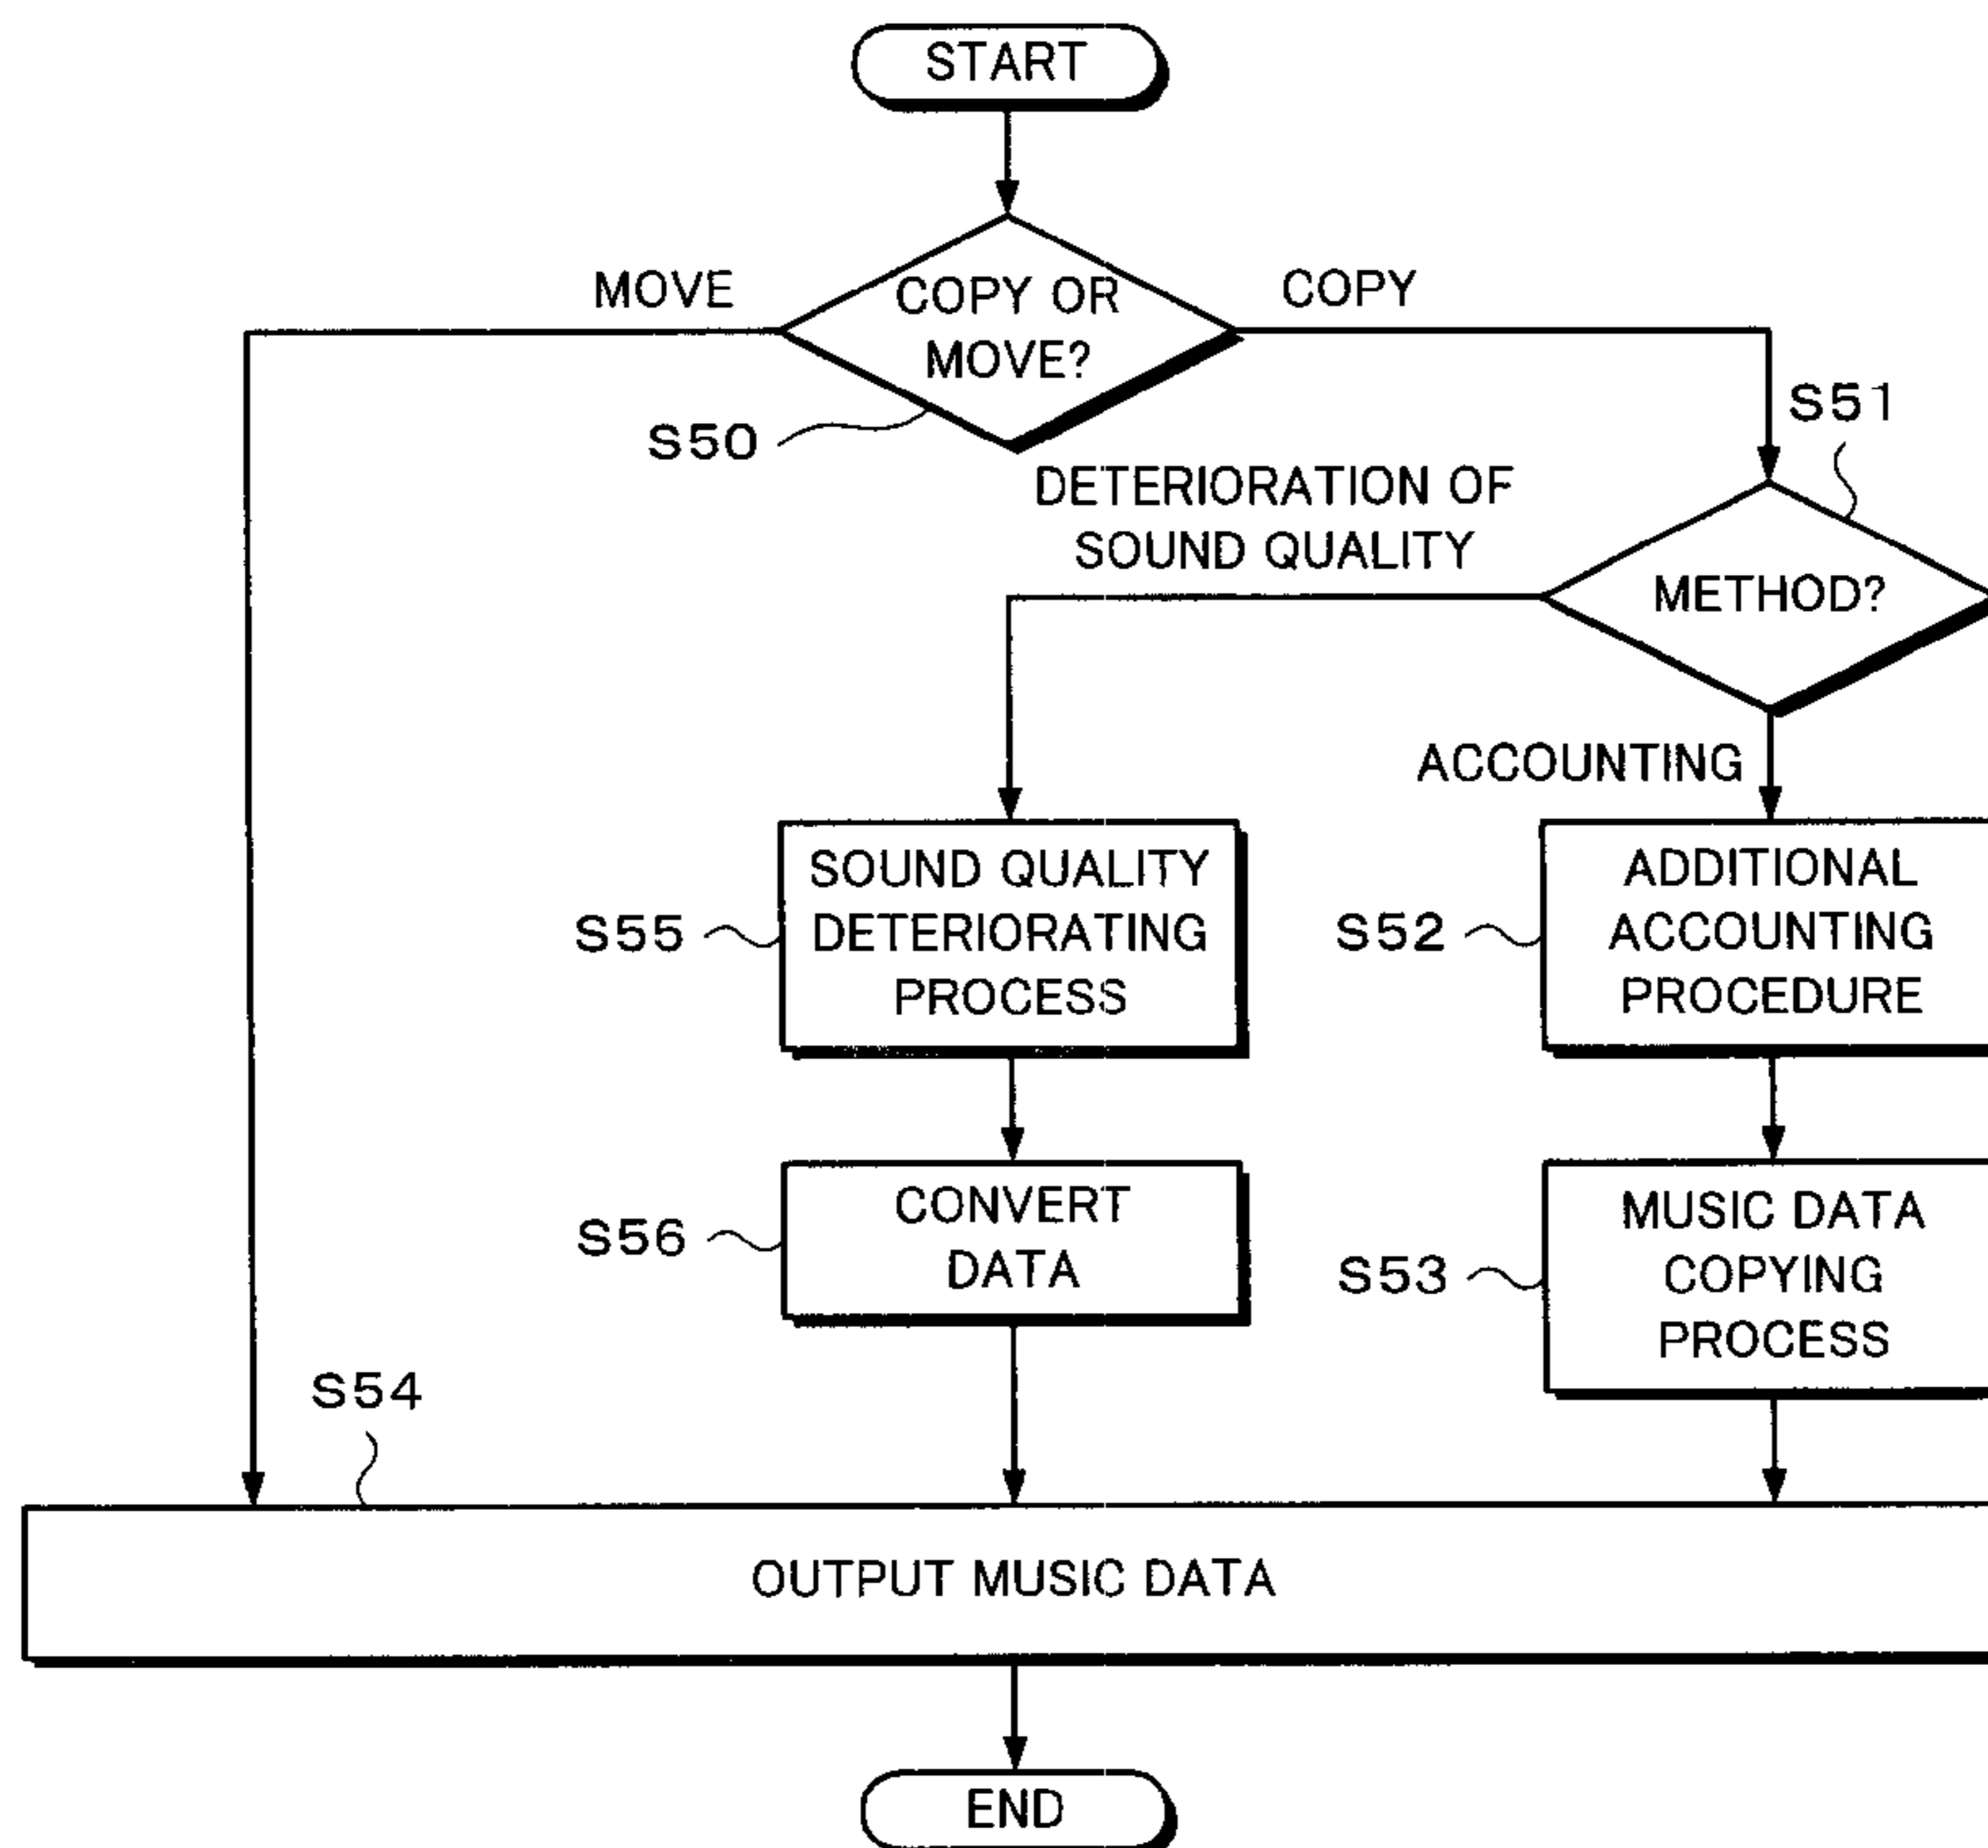 START
MOVE
COPY OR
MOVE?
COPY
S50
S51
DETERIORATION OF
SOUND QUALITY
METHOD?
ACCOUNTING
S55
SOUND QUALITY
DETERIORATING
PROCESS
S52
ADDITIONAL
ACCOUNTING
PROCEDURE
S56
CONVERT
DATA
S53
MUSIC DATA
COPYING
PROCESS
S54
OUTPUT MUSIC DATA
END